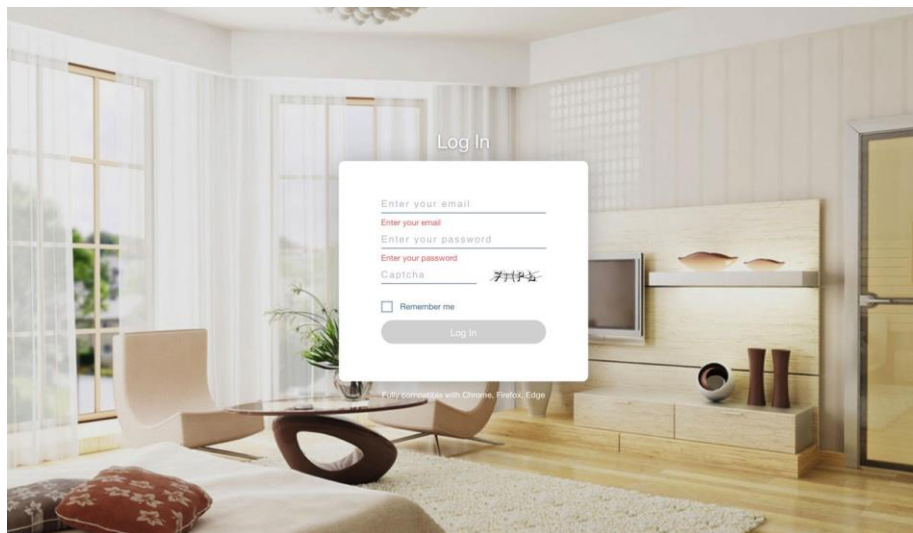 Log In
Enter your email
Enter your email
Enter your password
Enter your password
Captcha
Remember me
Log In
Fully compatible with Chrome, Firefox, Edge